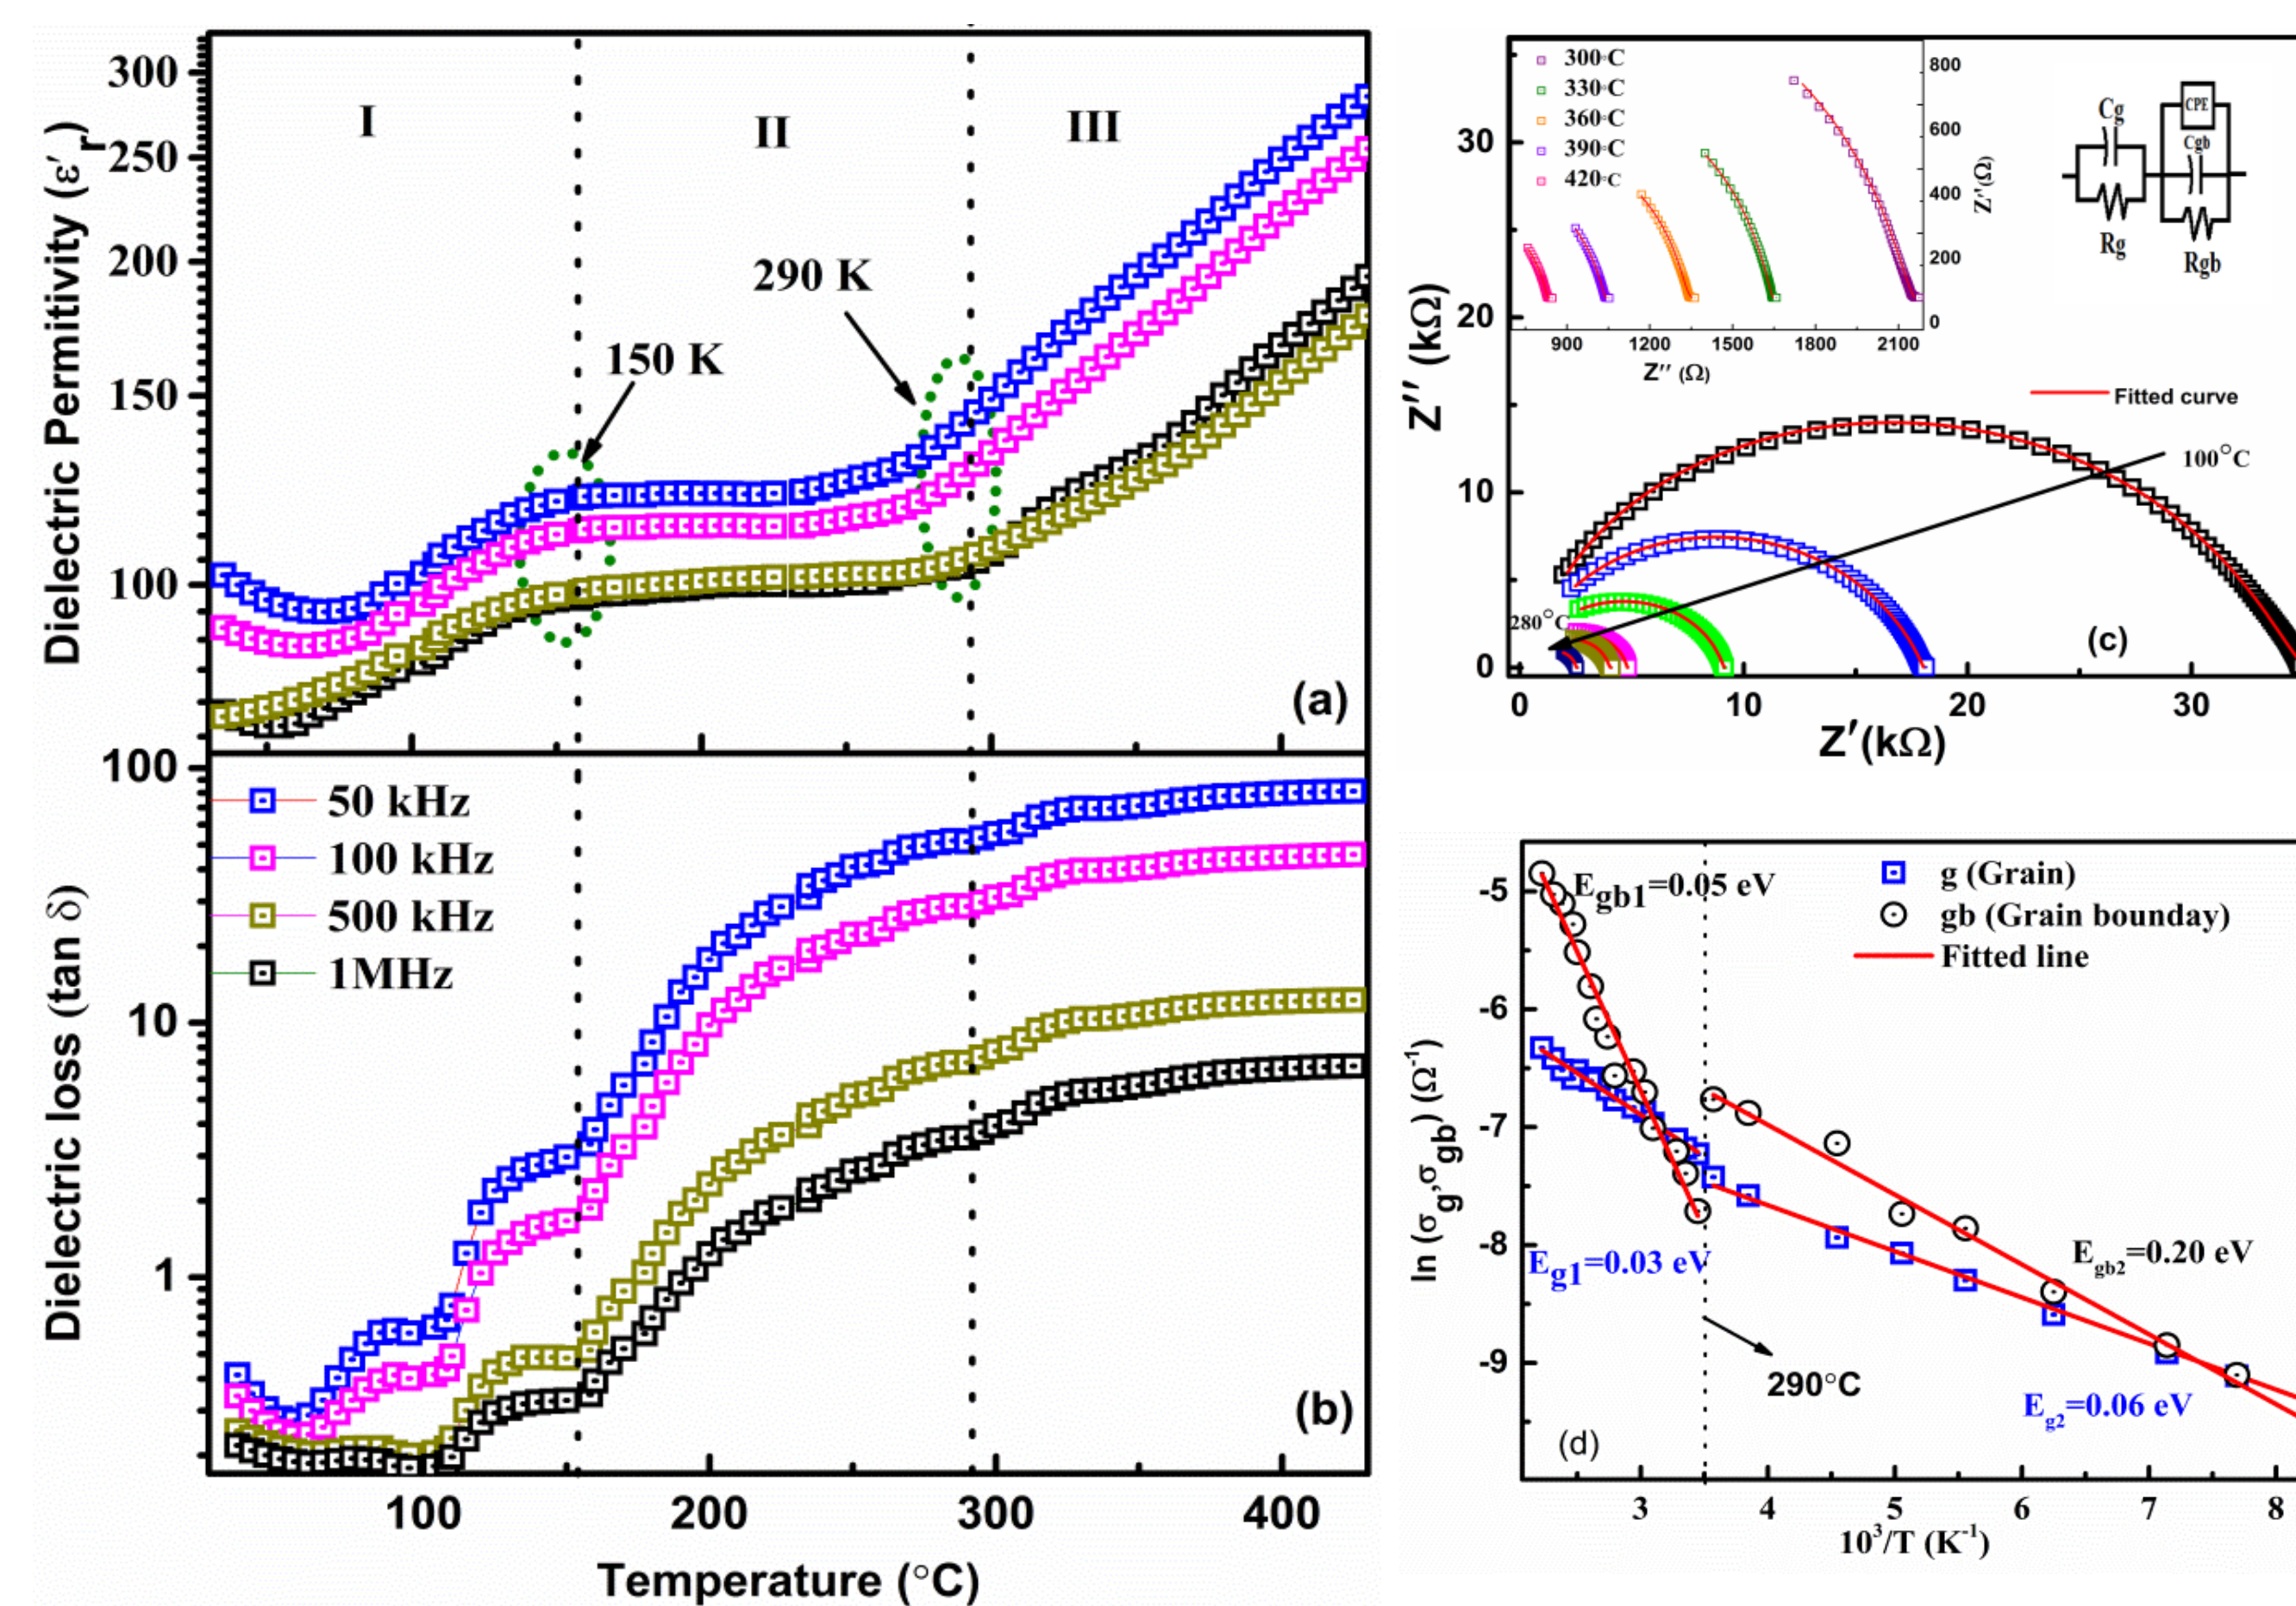 Dielectric Permitivity (ε′r)
300
250
200
150
100
I
II
III
290 K
150 K
(a)
Dielectric loss (tan δ)
100
10
1
50 kHz
100 kHz
500 kHz
1MHz
(b)
100 200 300 400
Temperature (°C)
Z′′ (kΩ)
30
20
10
0
300°C
330°C
360°C
390°C
420°C
800
600
400
200
0
Z′(Ω)
900 1200 1500 1800 2100
Z′′ (Ω)
Cg
Rg
CPE
Cgb
Rgb
Fitted curve
100°C
280°C
(c)
0 10 20 30
Z′(kΩ)
ln (σg,σgb) (Ω-1)
-5
-6
-7
-8
-9
Egb1=0.05 eV
g (Grain)
gb (Grain bounday)
Fitted line
Eg1=0.03 eV
Egb2=0.20 eV
290°C
Eg2=0.06 eV
(d)
3 4 5 6 7 8
10³/T (K-1)